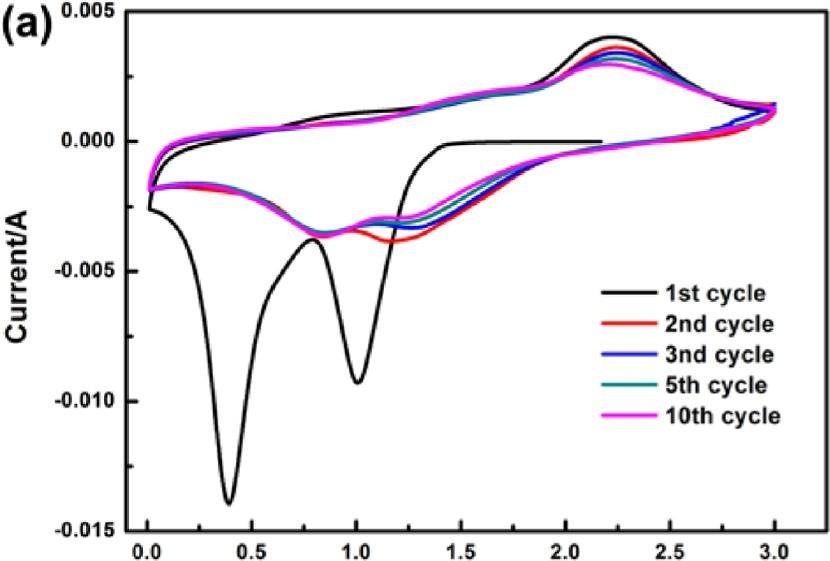 (a)
0.005
0.000
-0.005
-0.010
-0.015
Current/A
1st cycle
2nd cycle
3nd cycle
5th cycle
10th cycle
0.0 0.5 1.0 1.5 2.0 2.5 3.0